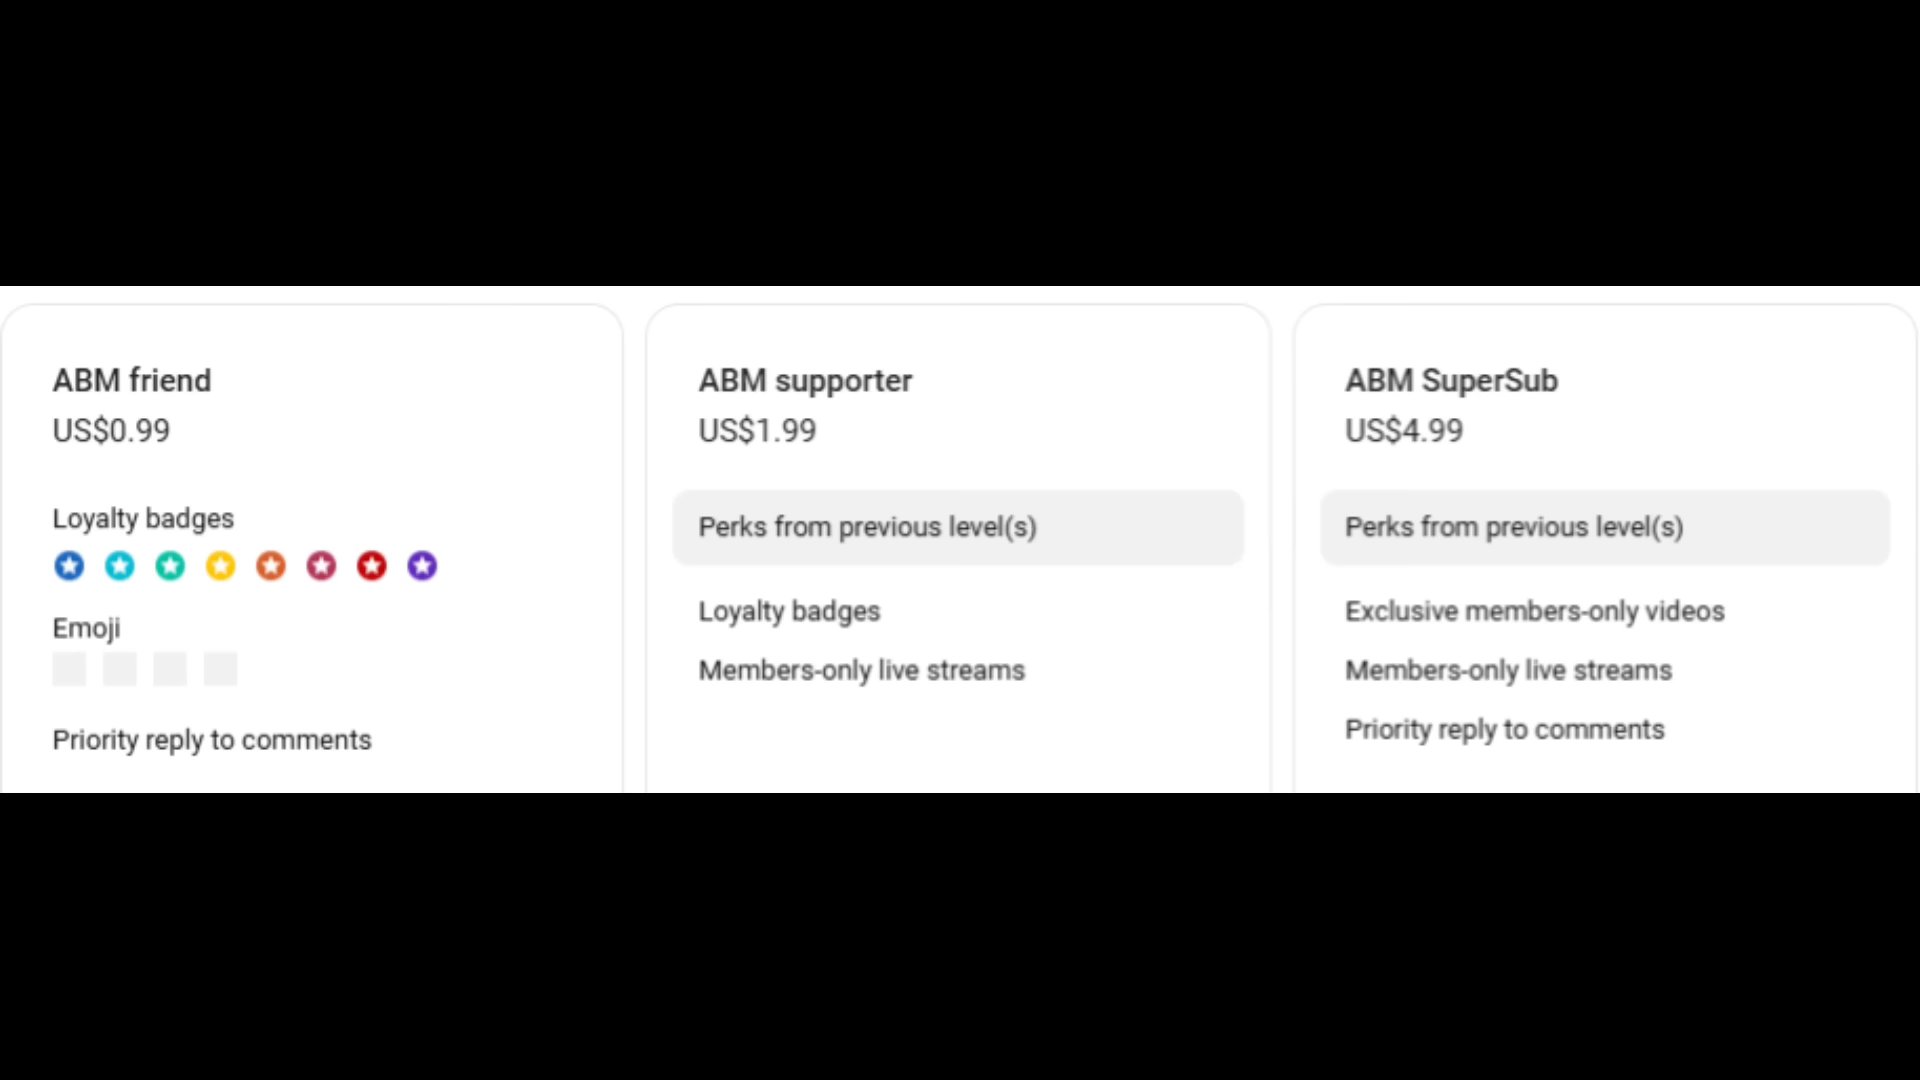 ABM friend
US$0.99
Loyalty badges
Emoji
Priority reply to comments
ABM supporter
US$1.99
Perks from previous level(s)
Loyalty badges
Members-only live streams
ABM SuperSub
US$4.99
Perks from previous level(s)
Exclusive members-only videos
Members-only live streams
Priority reply to comments